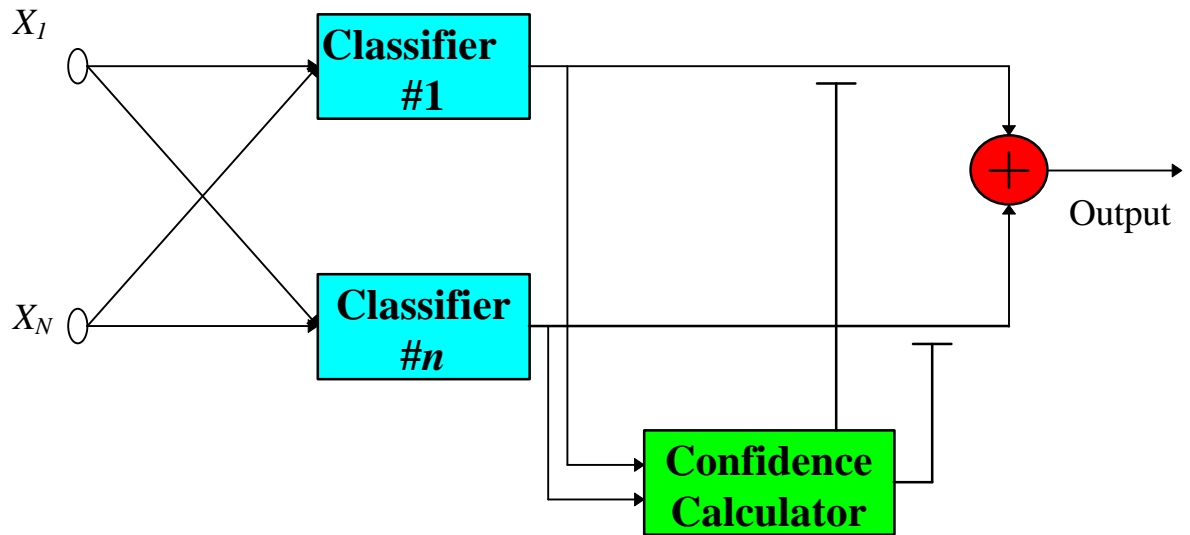 X1
Classifier
#1
Output
XN
Classifier
#n
Confidence
Calculator